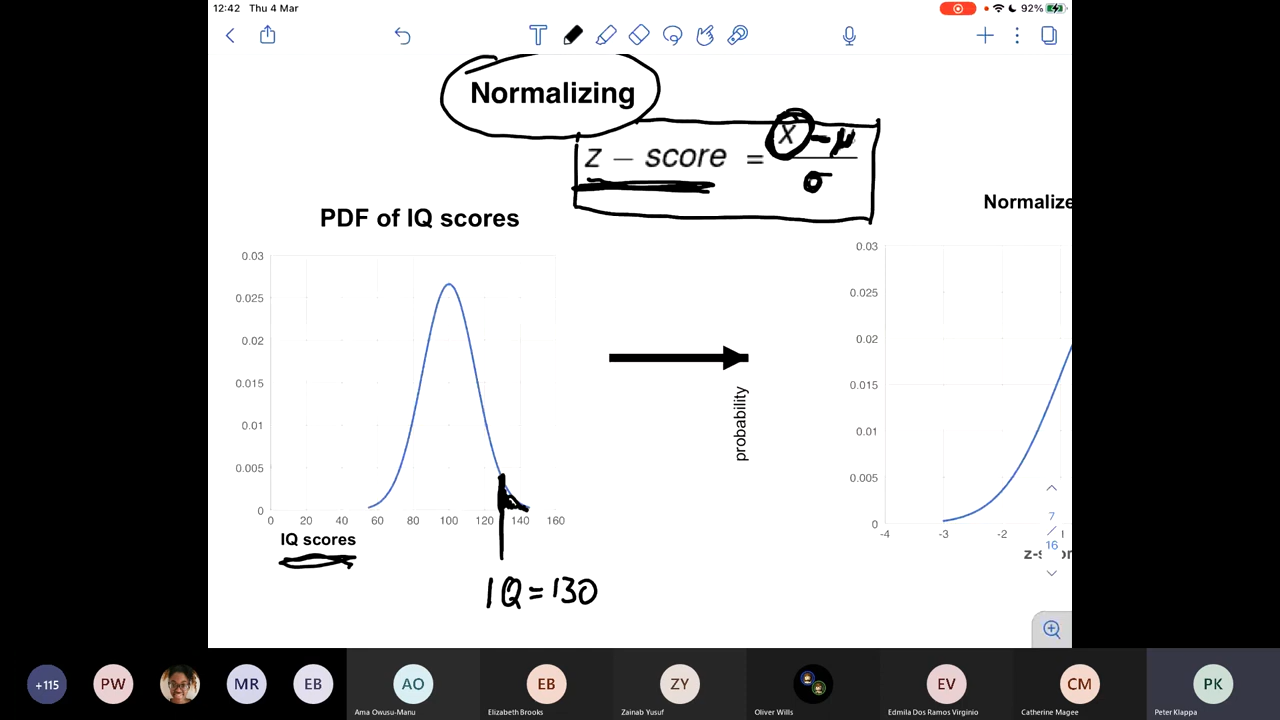 12:42 Thu 4 Mar
92%
T
Normalizing
z – score = x – μ
σ
PDF of IQ scores
Normalize
0.03
0.025
0.02
0.015
0.01
0.005
0
0 20 40 60 80 100 120 140 160
IQ scores
IQ = 130
probability
0.03
0.025
0.02
0.015
0.01
0.005
0
-4 -3 -2
7
/
16
+115 PW MR EB AO EB ZY EV CM PK
Ama Owusu-Manu Elizabeth Brooks Zainab Yusuf Oliver Wills Edmila Dos Ramos Virginio Catherine Magee Peter Klappa